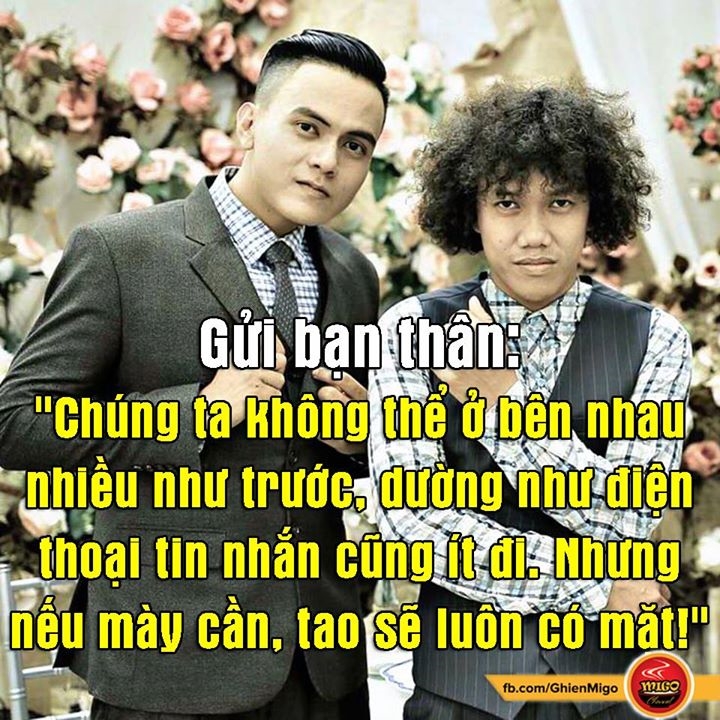 Gửi bạn thân:
"Chúng ta không thể ở bên nhau
nhiều như trước, dường như điện
thoại tin nhắn cũng ít đi. Nhưng
nếu mày cần, tao sẽ luôn có mặt!"
fb.com/GhienMigo
MIGO
Channel